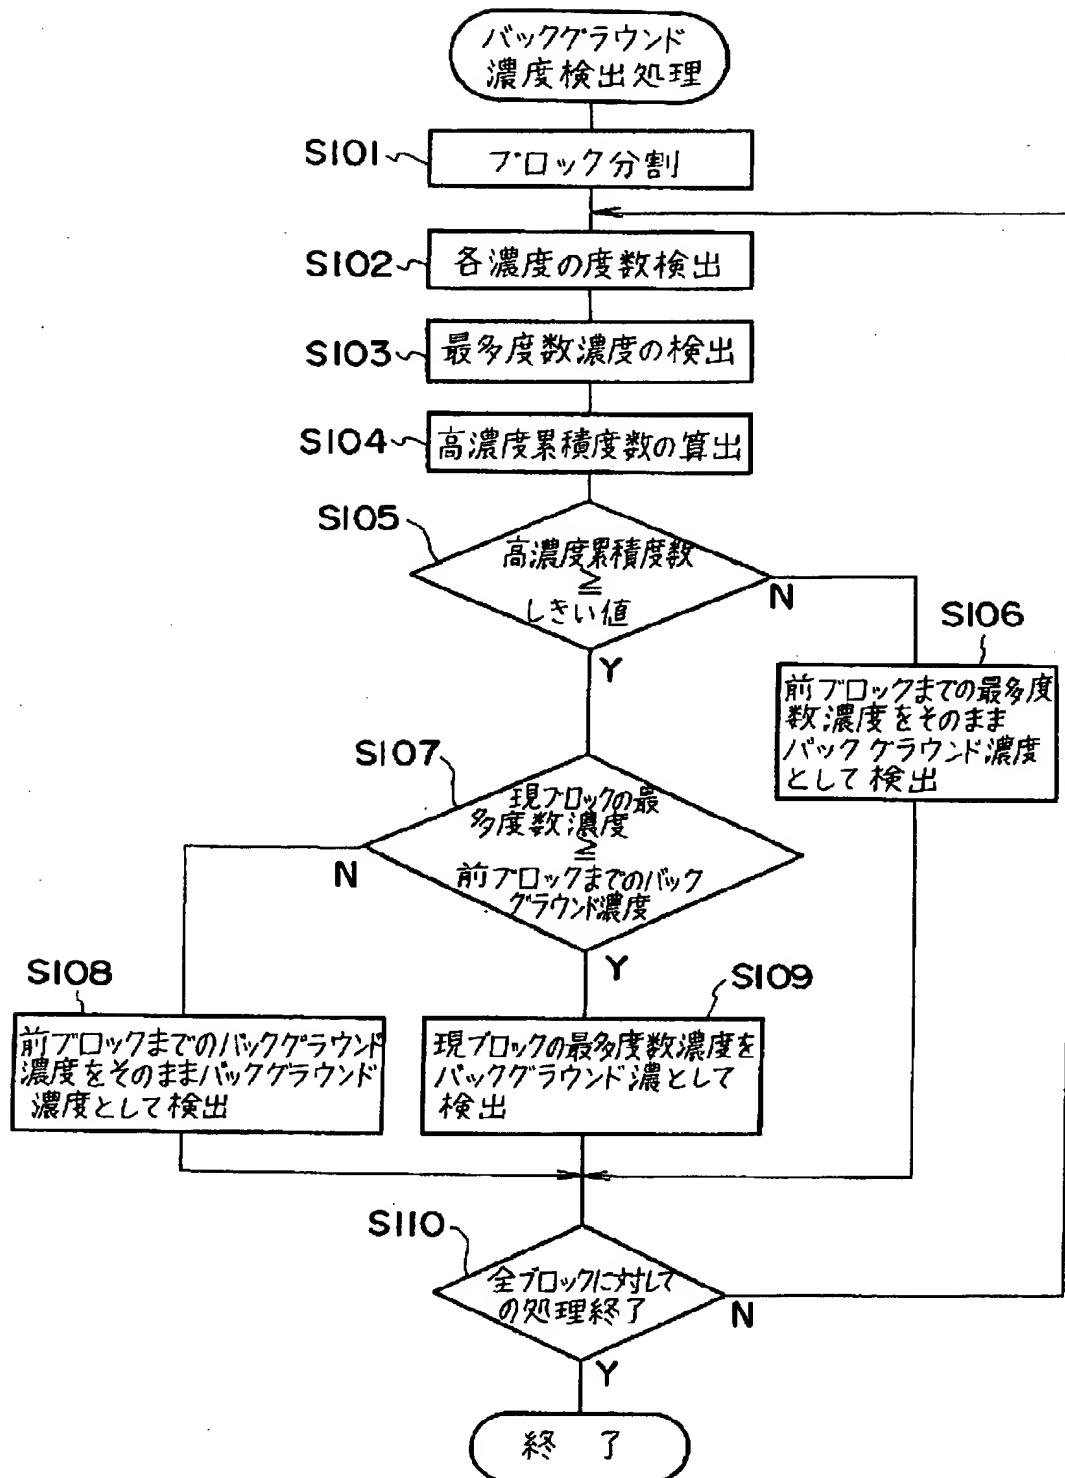 バックグラウンド
濃度検出処理
S101
ブロック分割
S102
各濃度の度数検出
S103
最多度数濃度の検出
S104
高濃度累積度数の算出
S105
高濃度累積度数
≧
しきい値
N
Y
S106
前ブロックまでの最多度
数濃度をそのまま
バックグラウンド濃度
として検出
S107
現ブロックの最
多度数濃度
≧
前ブロックまでのバック
グラウンド濃度
N
Y
S108
前ブロックまでのバックグラウンド
濃度をそのままバックグラウンド
濃度として検出
S109
現ブロックの最多度数濃度を
バックグラウンド濃として
検出
S110
全ブロックに対して
の処理終了
N
Y
終了